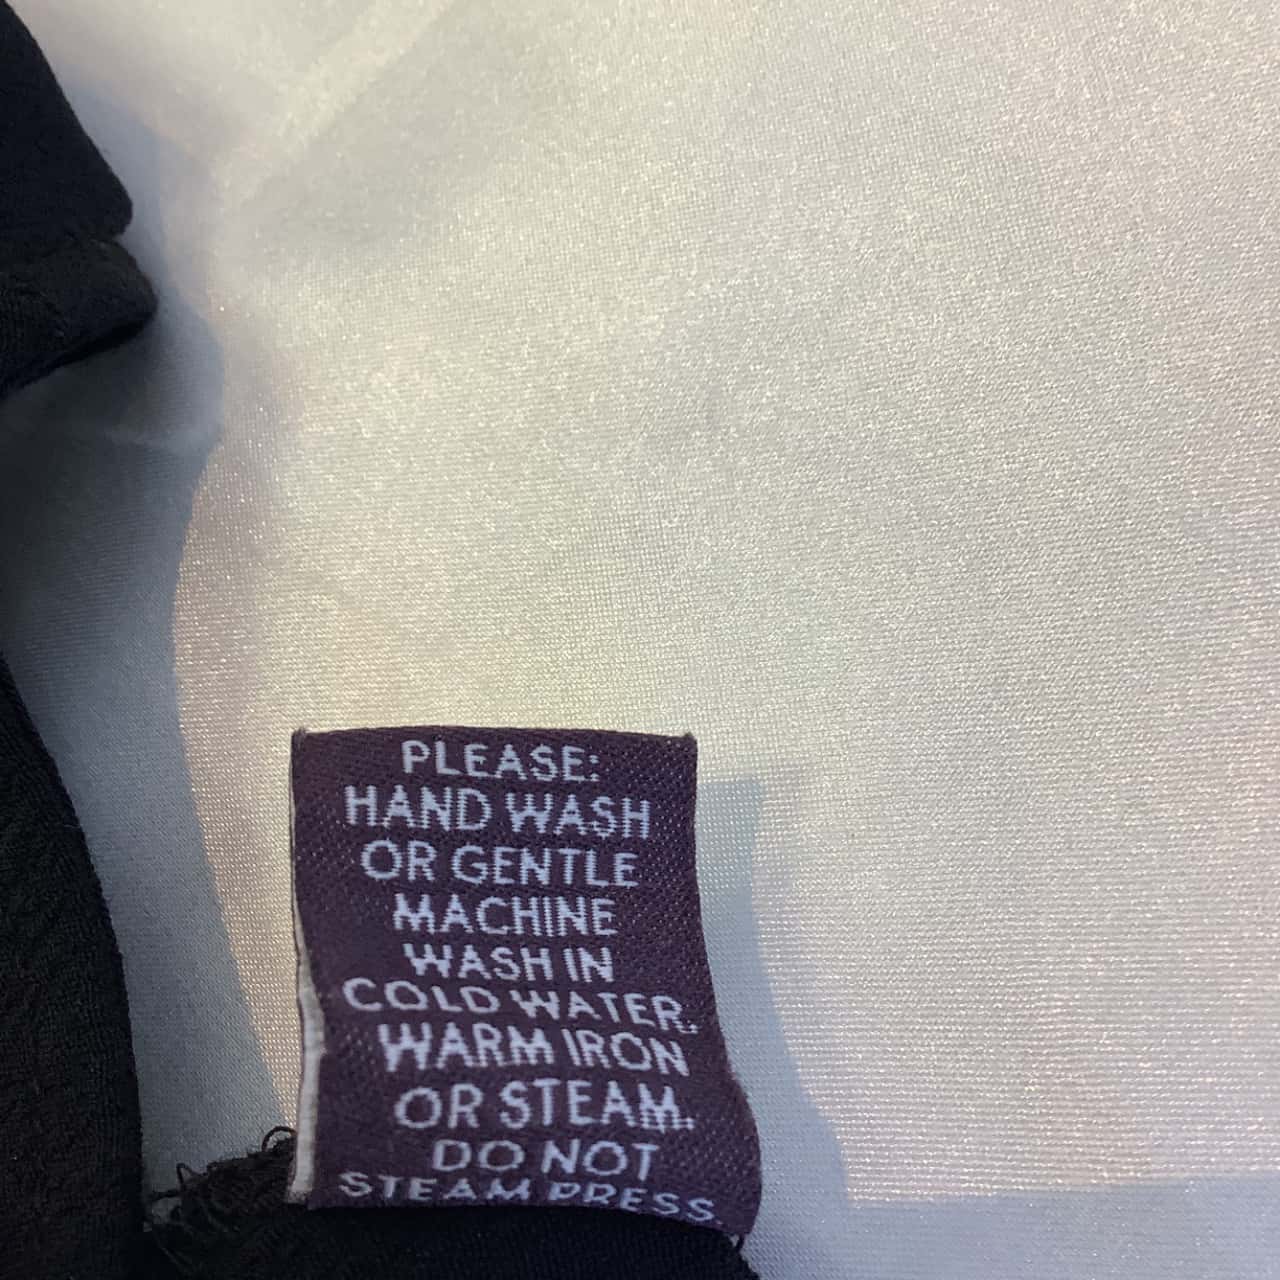 PLEASE:
HAND WASH
OR GENTLE
MACHINE
WASH IN
COLD WATER.
WARM IRON
OR STEAM.
DO NOT
STEAM PRESS.